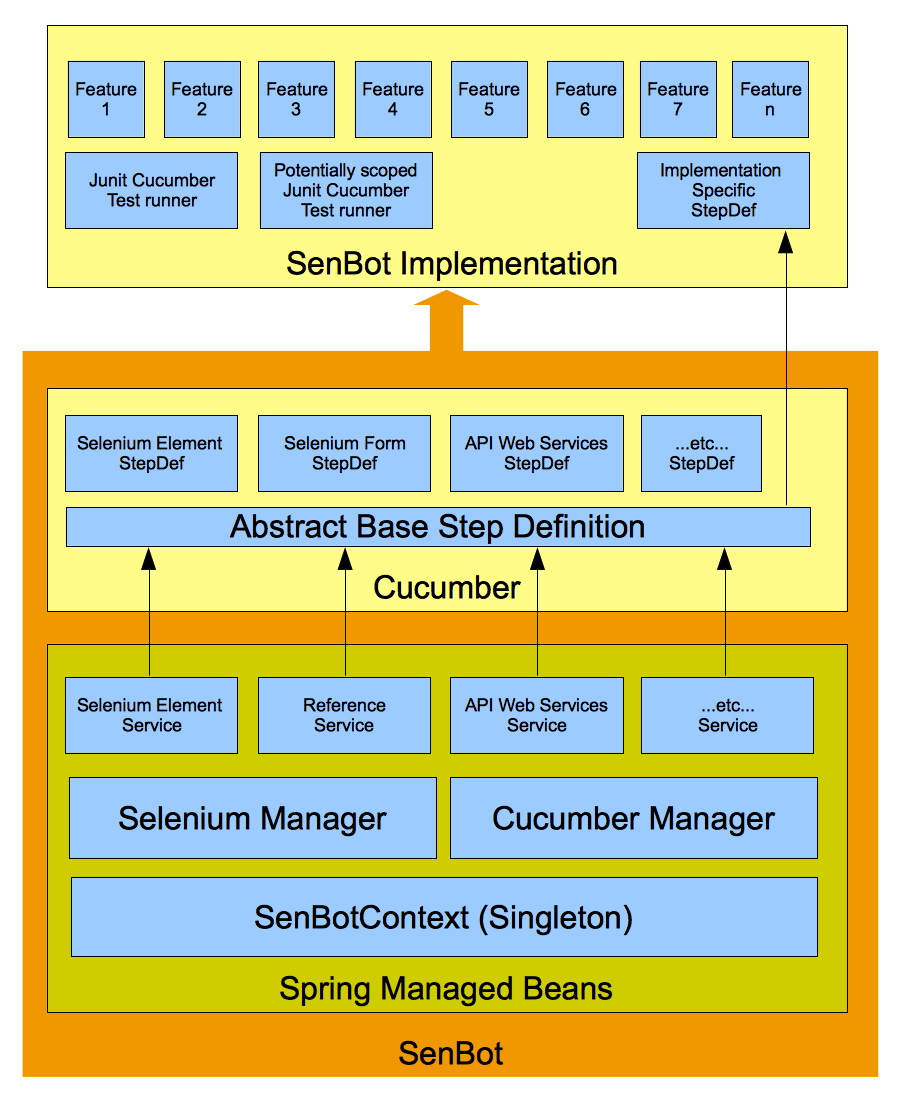 Feature
1
Feature
2
Feature
3
Feature
4
Feature
5
Feature
6
Feature
7
Feature
n
Junit Cucumber
Test runner
Potentially scoped
Junit Cucumber
Test runner
Implementation
Specific
StepDef
SenBot Implementation
Selenium Element
StepDef
Selenium Form
StepDef
API Web Services
StepDef
...etc...
StepDef
Abstract Base Step Definition
Cucumber
Selenium Element
Service
Reference
Service
API Web Services
Service
...etc...
Service
Selenium Manager
Cucumber Manager
SenBotContext (Singleton)
Spring Managed Beans
SenBot